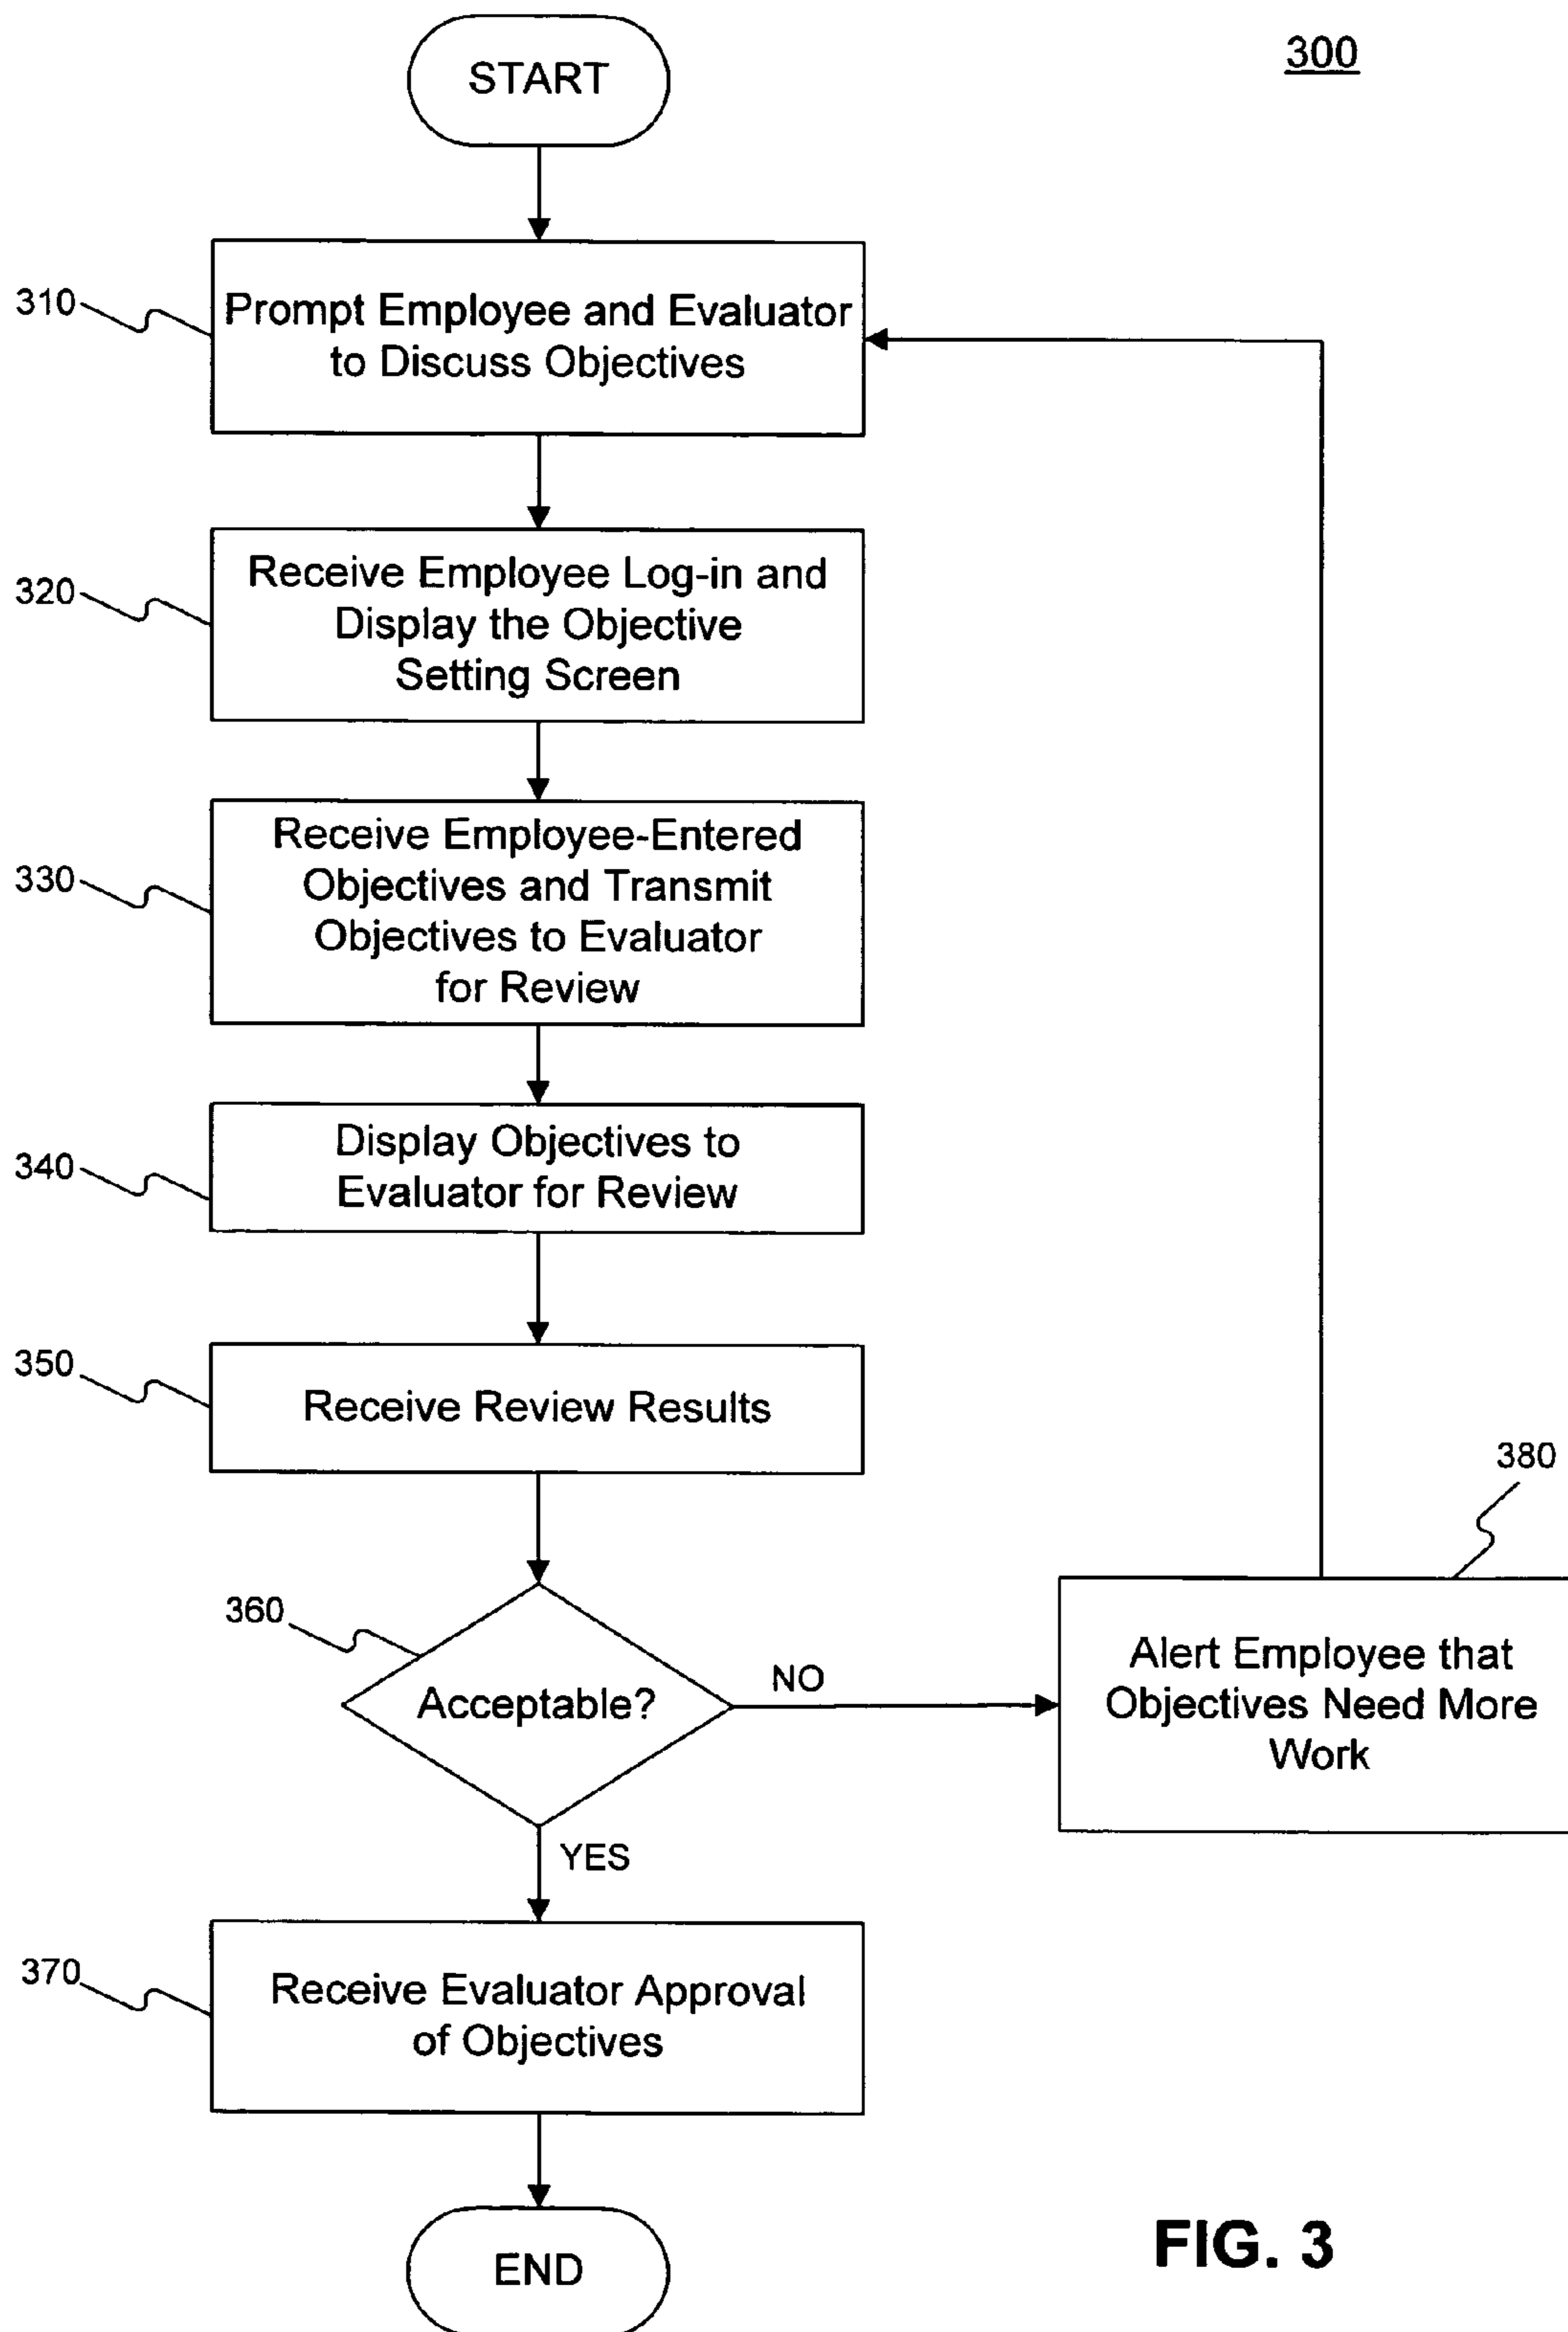 START
300
310
Prompt Employee and Evaluator
to Discuss Objectives
320
Receive Employee Log-in and
Display the Objective
Setting Screen
330
Receive Employee-Entered
Objectives and Transmit
Objectives to Evaluator
for Review
340
Display Objectives to
Evaluator for Review
350
Receive Review Results
360
Acceptable?
NO
380
Alert Employee that
Objectives Need More
Work
YES
370
Receive Evaluator Approval
of Objectives
END
FIG. 3